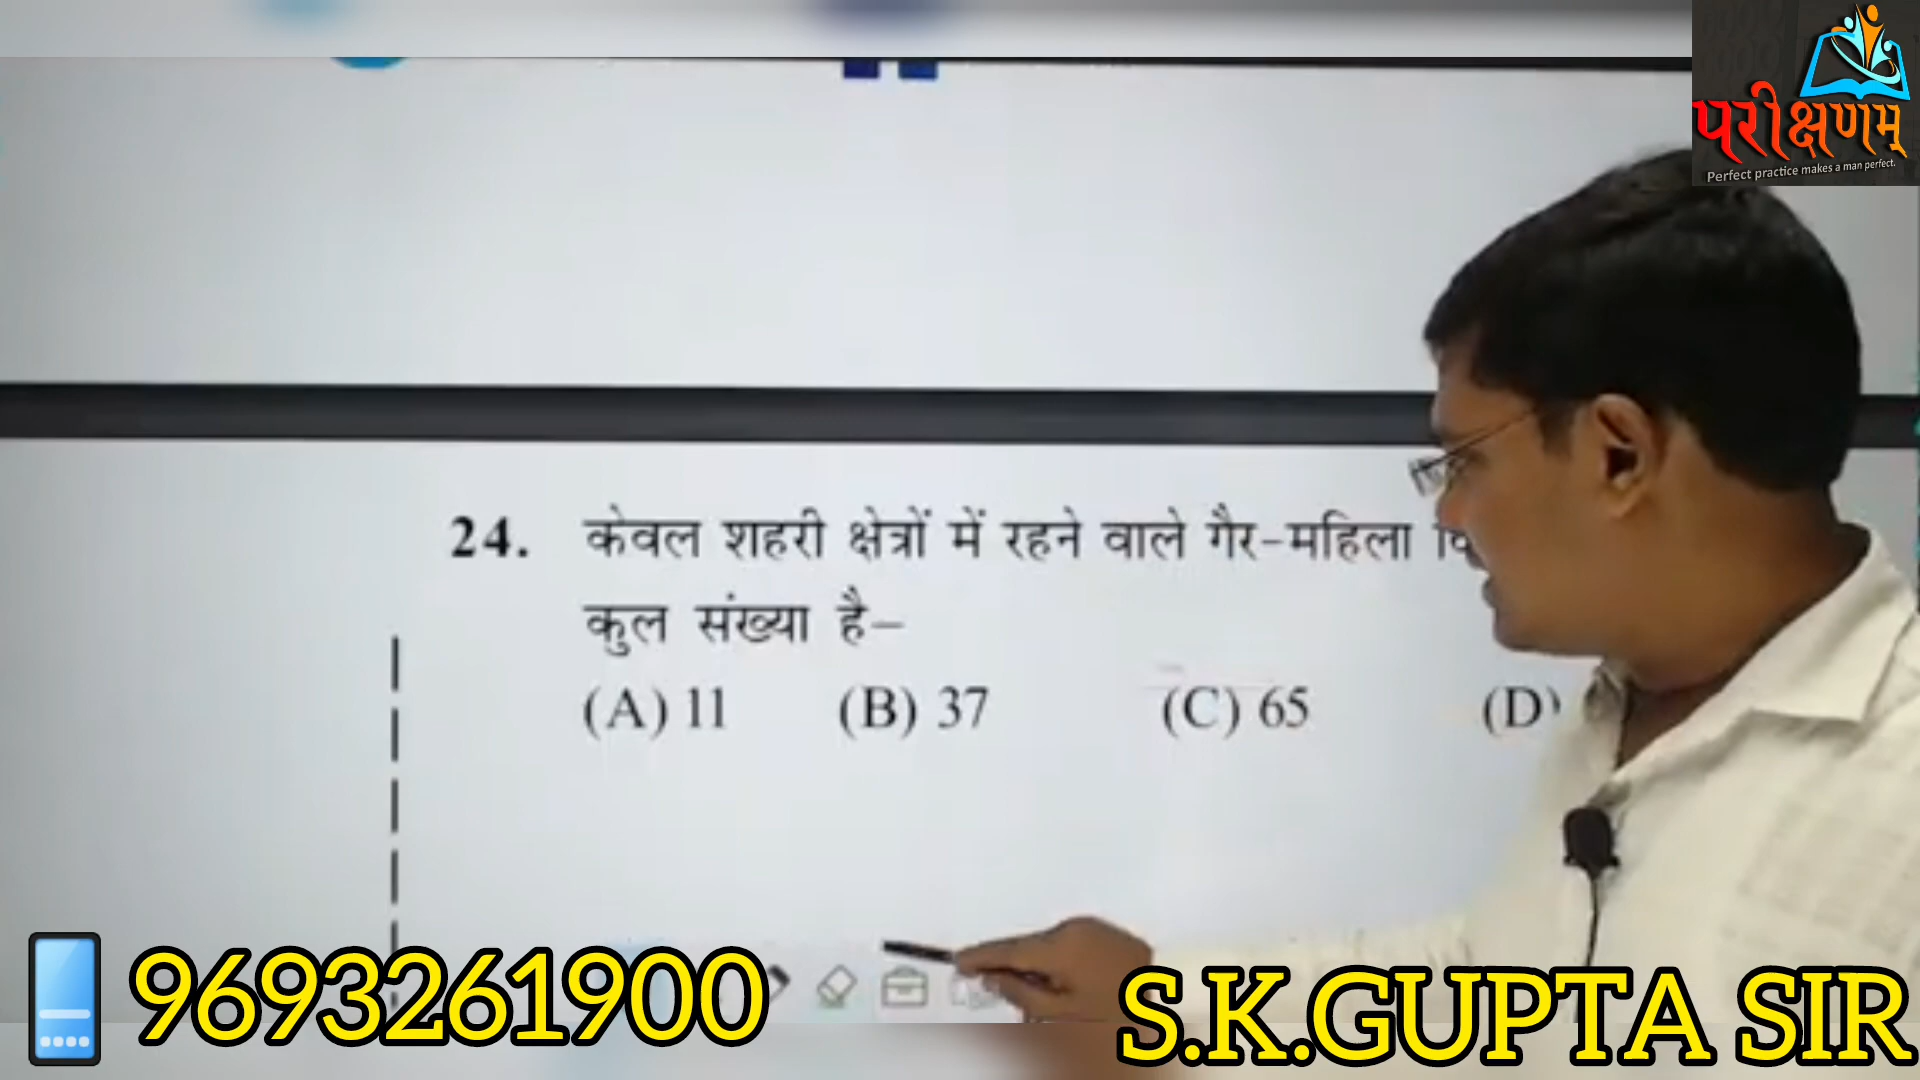 परीक्षणम्
Perfect practice makes a man perfect.
24. केवल शहरी क्षेत्रों में रहने वाले गैर-महिला
कुल संख्या है–
(A) 11 (B) 37 (C) 65 (D)
9693261900
S.K.GUPTA SIR